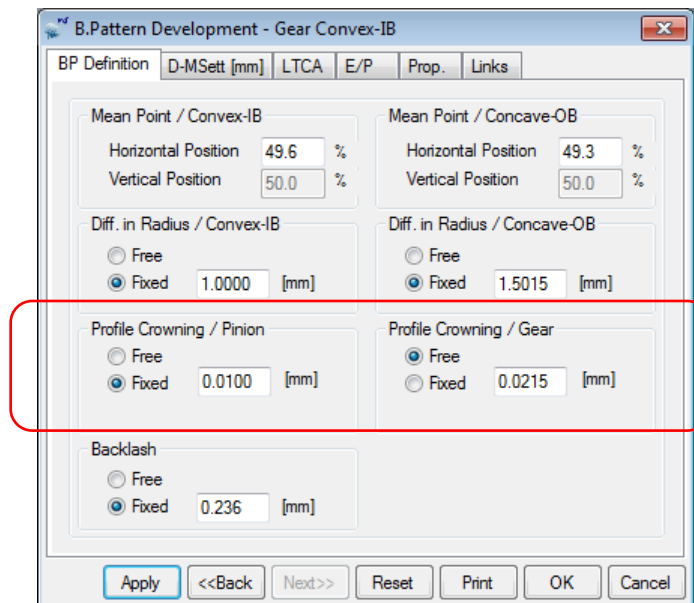 B.Pattern Development - Gear Convex-IB
BP Definition D-MSett [mm] LTCA E/P Prop. Links
Mean Point / Convex-IB
Horizontal Position 49.6 %
Vertical Position 50.0 %
Mean Point / Concave-OB
Horizontal Position 49.3 %
Vertical Position 50.0 %
Diff. in Radius / Convex-IB
Free
Fixed 1.0000 [mm]
Diff. in Radius / Concave-OB
Free
Fixed 1.5015 [mm]
Profile Crowning / Pinion
Free
Fixed 0.0100 [mm]
Profile Crowning / Gear
Free
Fixed 0.0215 [mm]
Backlash
Free
Fixed 0.236 [mm]
Apply <<Back Next>> Reset Print OK Cancel